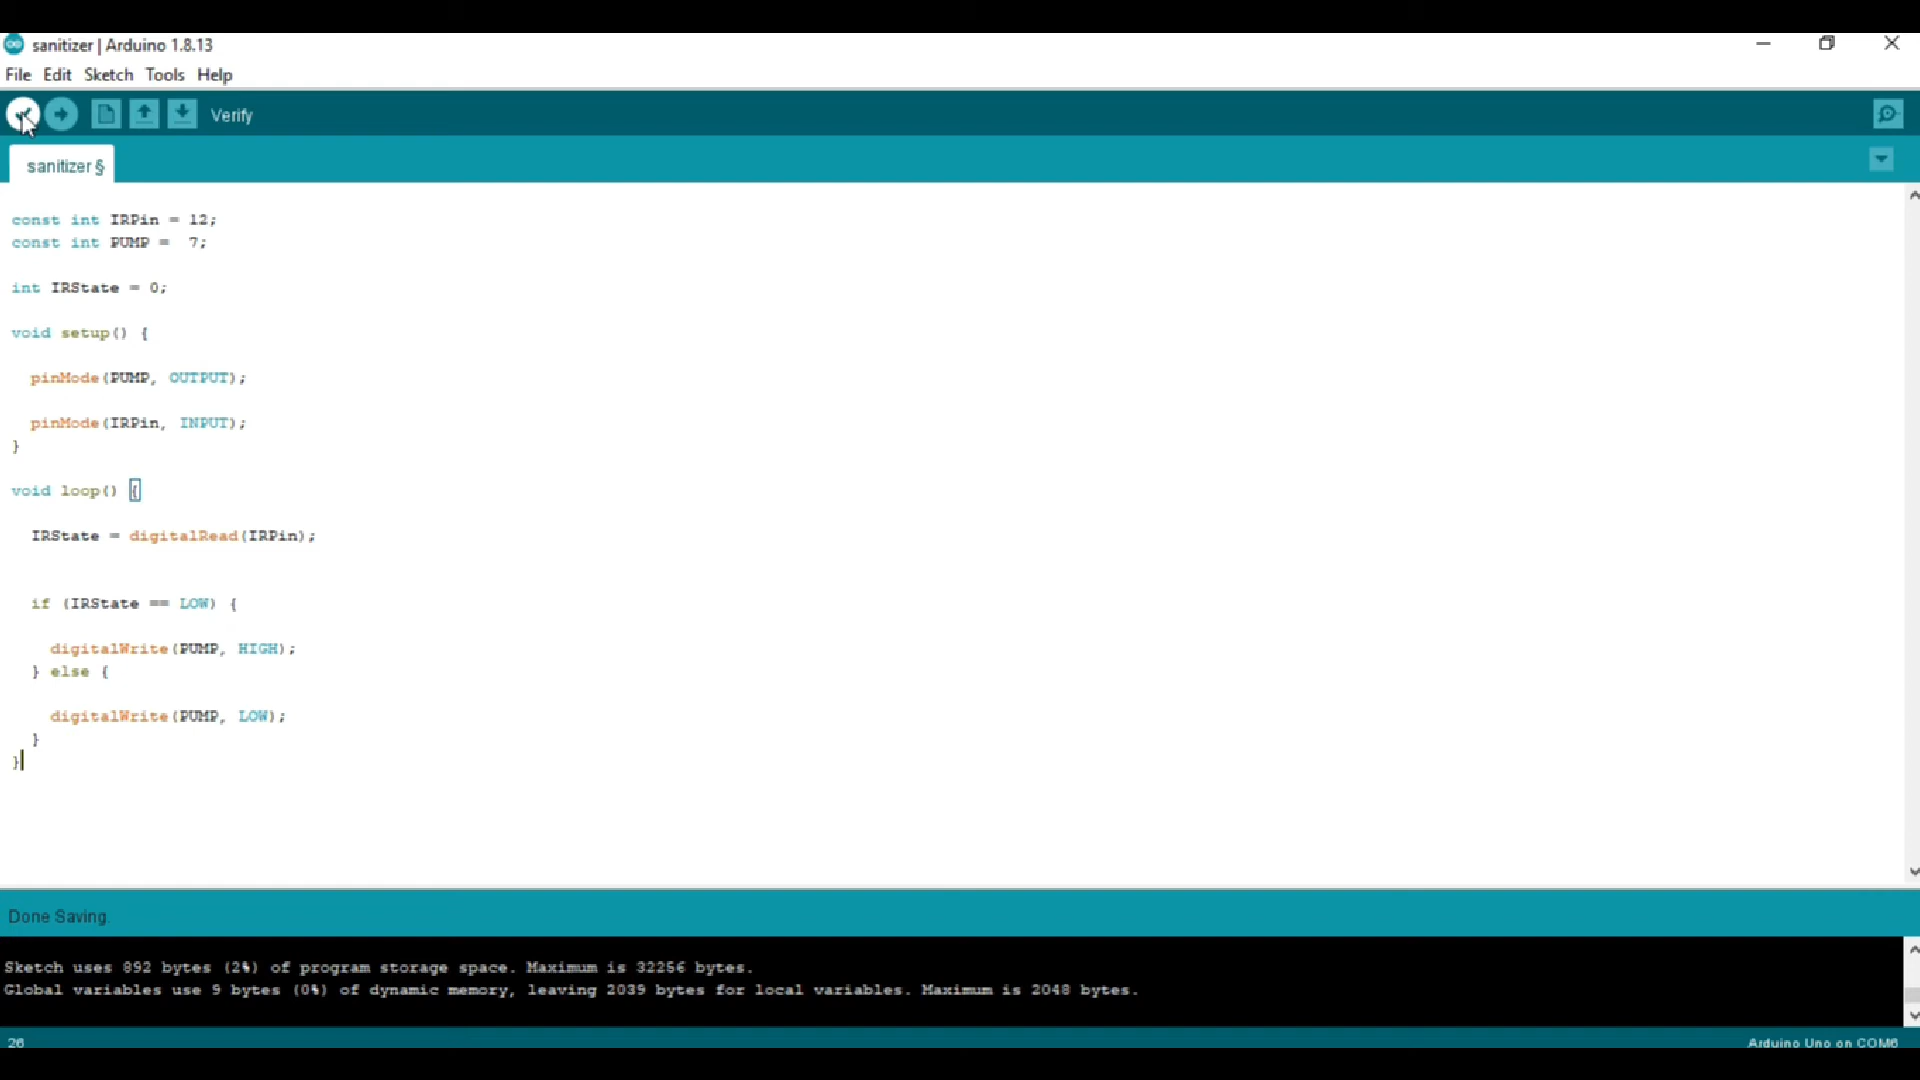 sanitizer | Arduino 1.8.13
File Edit Sketch Tools Help
Verify
sanitizer §
const int IRPin = 12;
const int PUMP =  7;
int IRState = 0;
void setup() {
  pinMode(PUMP, OUTPUT);
  pinMode(IRPin, INPUT);
}
void loop() {
  IRState = digitalRead(IRPin);
  if (IRState == LOW) {
    digitalWrite(PUMP, HIGH);
  } else {
    digitalWrite(PUMP, LOW);
  }
}
Done Saving.
Sketch uses 892 bytes (2%) of program storage space. Maximum is 32256 bytes.
Global variables use 9 bytes (0%) of dynamic memory, leaving 2039 bytes for local variables. Maximum is 2048 bytes.
26
Arduino Uno on COM6